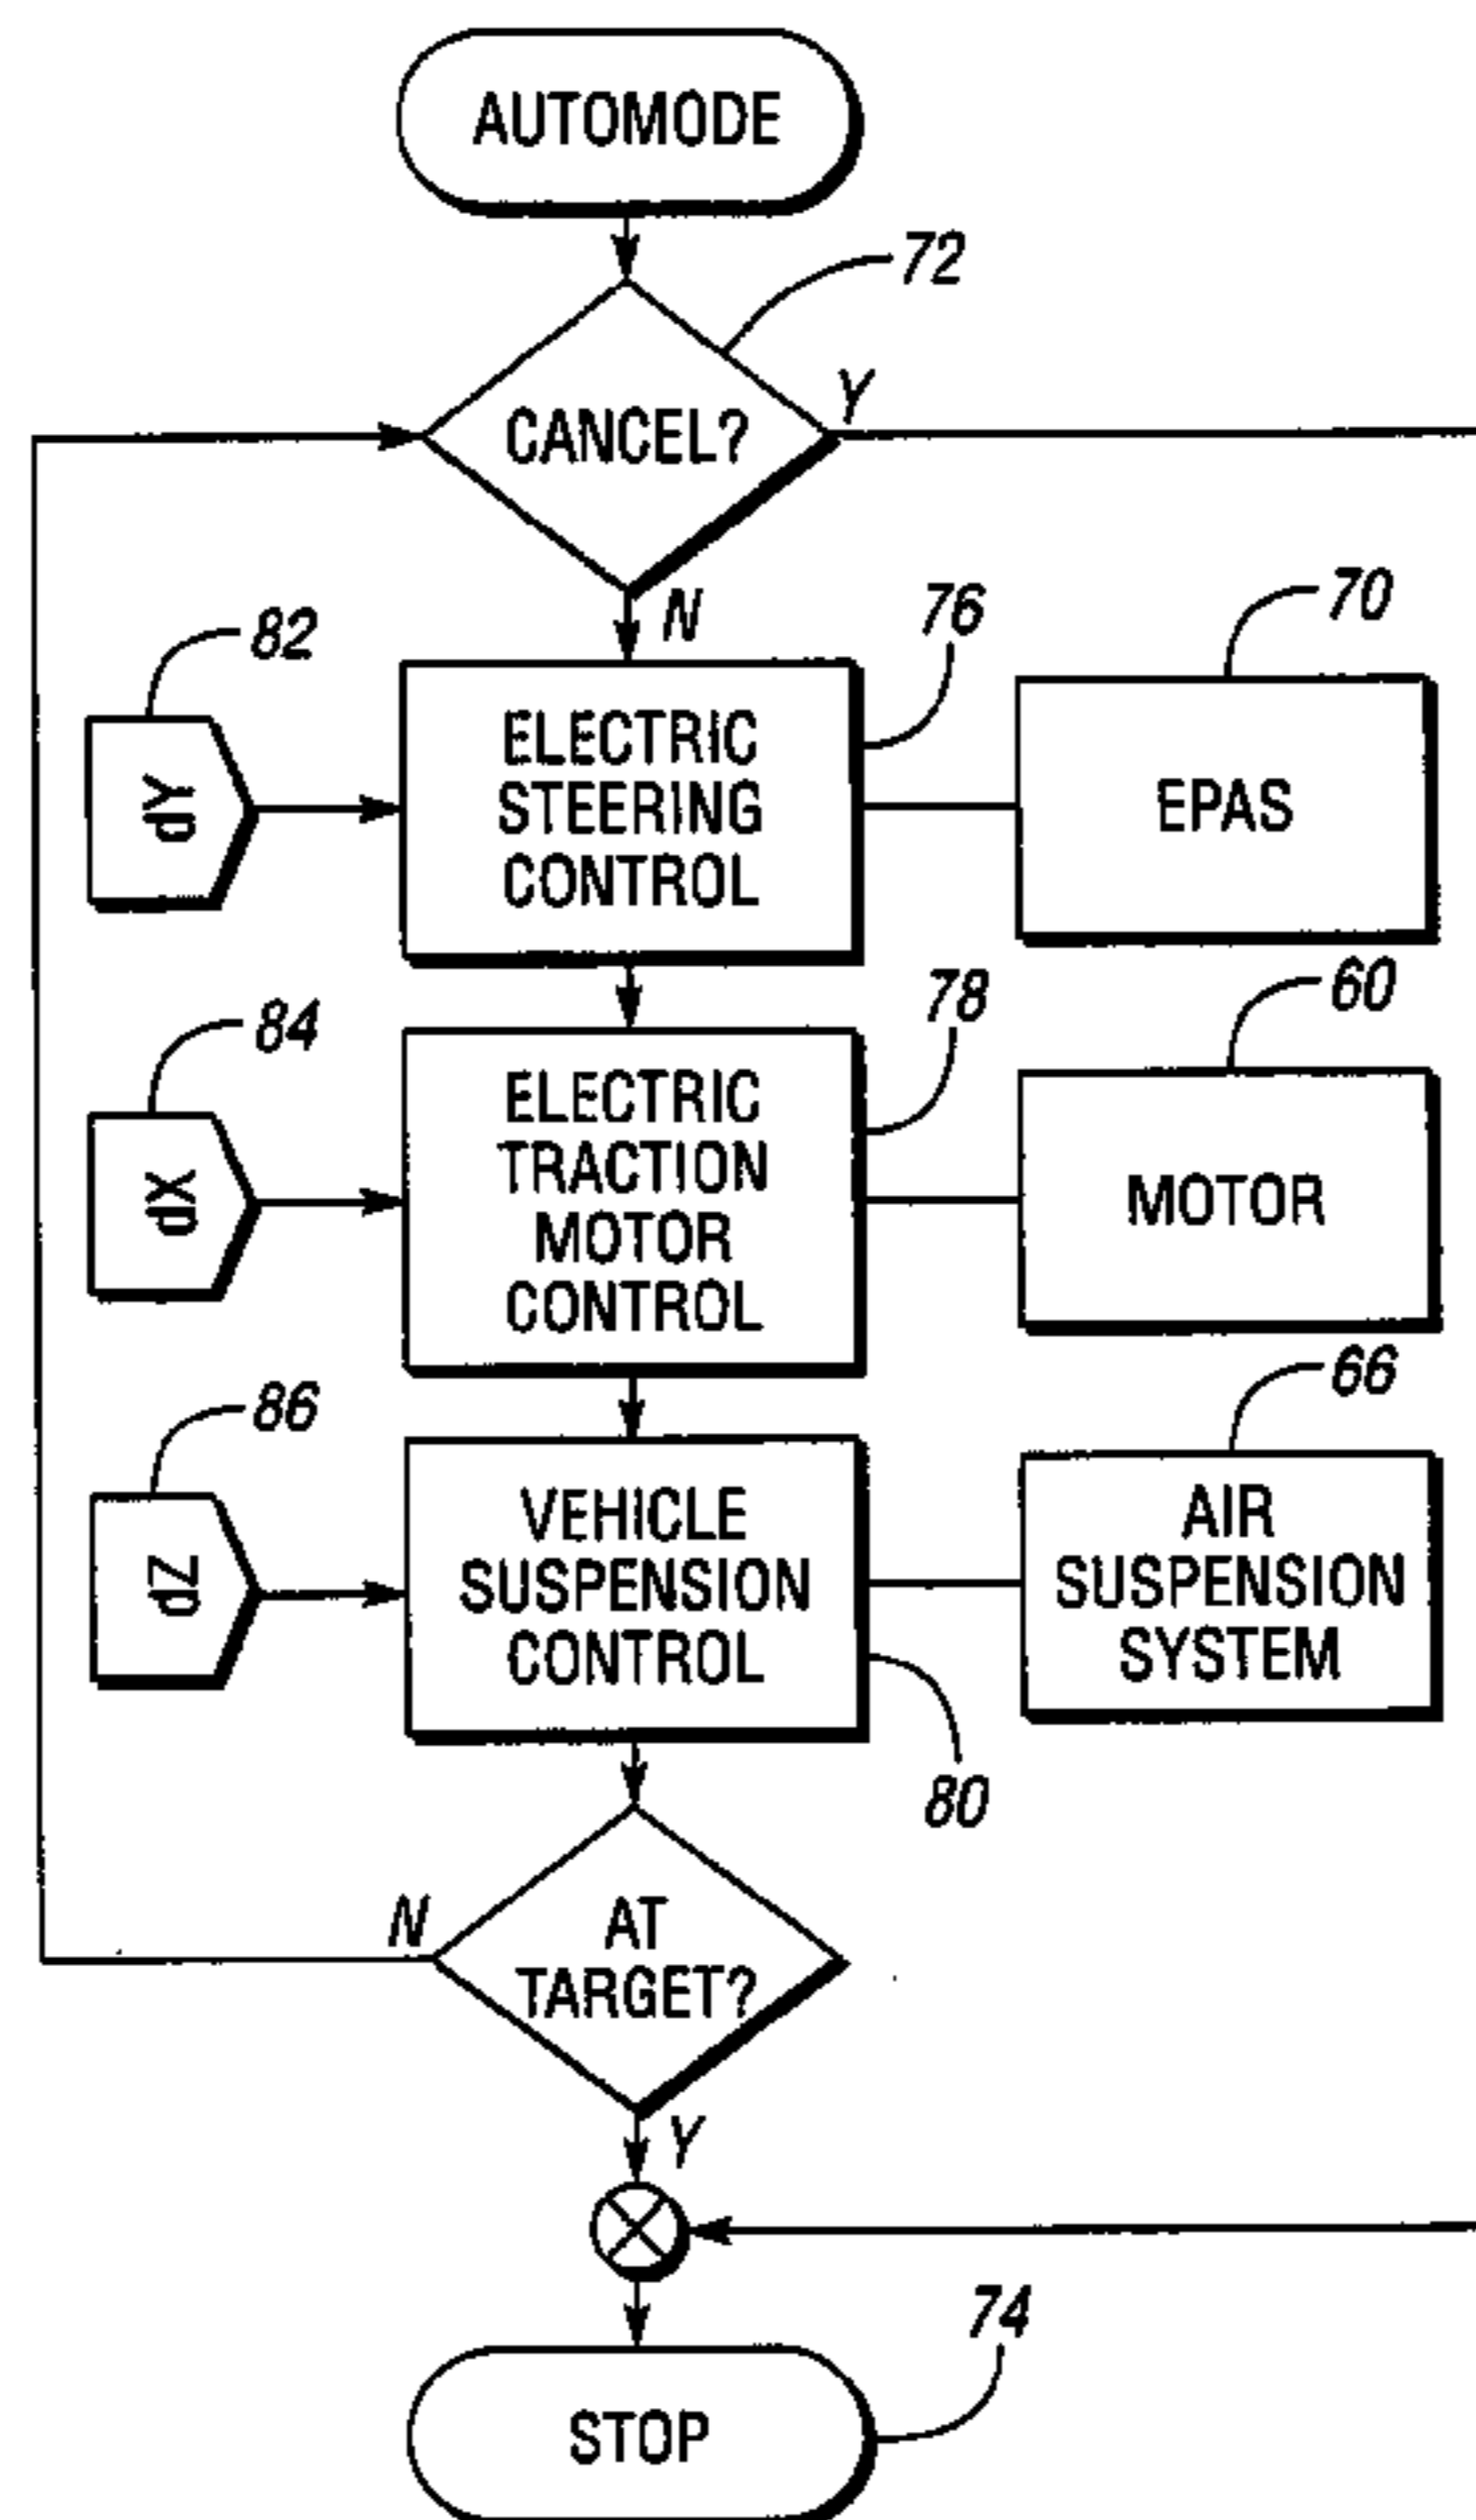 AUTOMODE
72
CANCEL?
Y
N
82
76
70
dY
ELECTRIC
STEERING
CONTROL
EPAS
84
78
60
dX
ELECTRIC
TRACTION
MOTOR
CONTROL
MOTOR
86
66
dZ
VEHICLE
SUSPENSION
CONTROL
AIR
SUSPENSION
SYSTEM
80
N
AT
TARGET?
Y
74
STOP